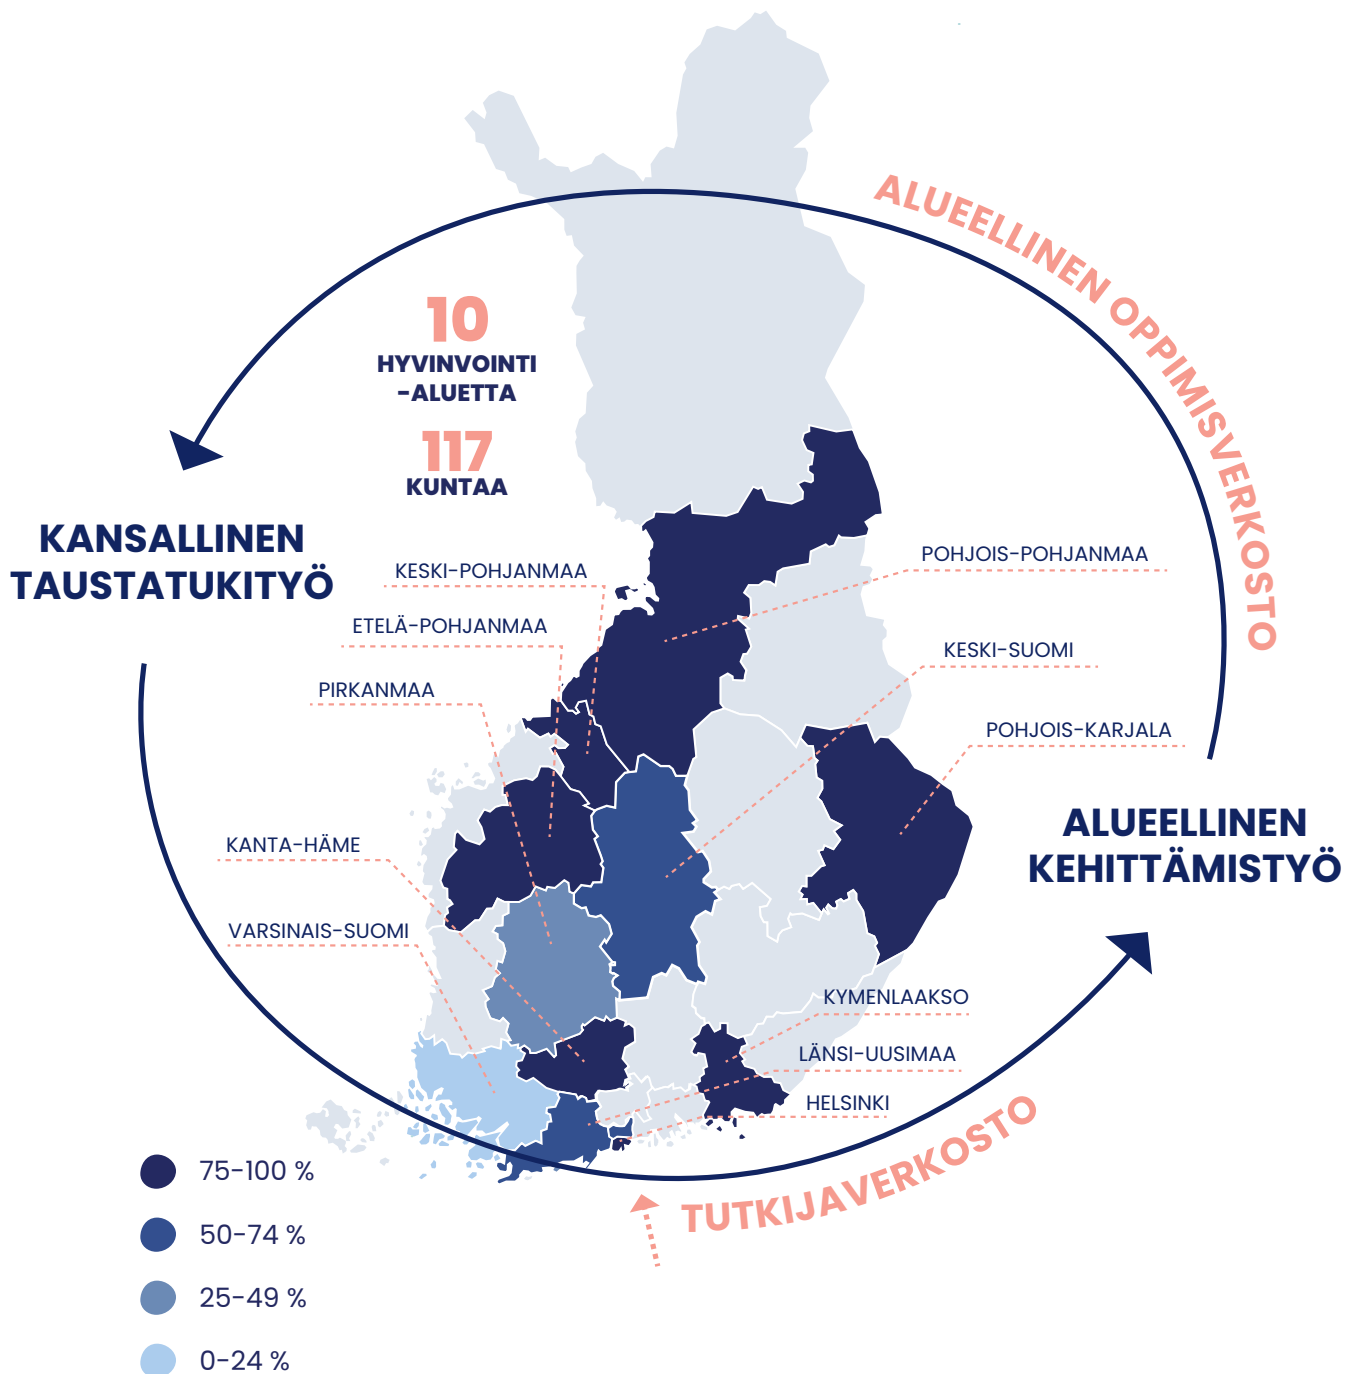 ALUEELLINEN OPPIMISVERKOSTO
10
HYVINVOINTI
-ALUETTA
117
KUNTAA
KANSALLINEN
TAUSTATUKITYÖ
KESKI-POHJANMAA
ETELÄ-POHJANMAA
PIRKANMAA
KANTA-HÄME
VARSINAIS-SUOMI
POHJOIS-POHJANMAA
KESKI-SUOMI
POHJOIS-KARJALA
ALUEELLINEN
KEHITTÄMISTYÖ
KYMENLAAKSO
LÄNSI-UUSIMAA
HELSINKI
TUTKIJAVERKOSTO
75-100 %
50-74 %
25-49 %
0-24 %